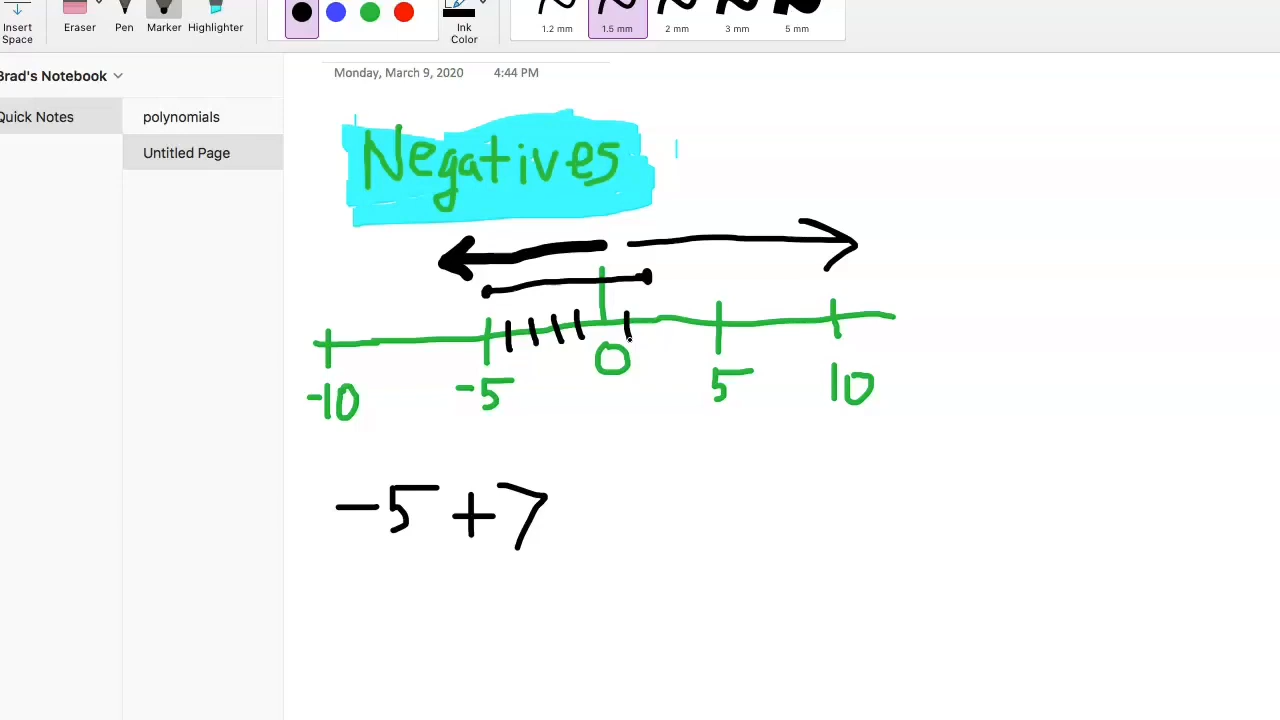 Insert Space
Eraser
Pen
Marker
Highlighter
Ink Color
1.2 mm
1.5 mm
2 mm
3 mm
5 mm
Brad's Notebook
Monday, March 9, 2020 4:44 PM
Quick Notes
polynomials
Untitled Page
Negatives
-10 -5 0 5 10
-5+7